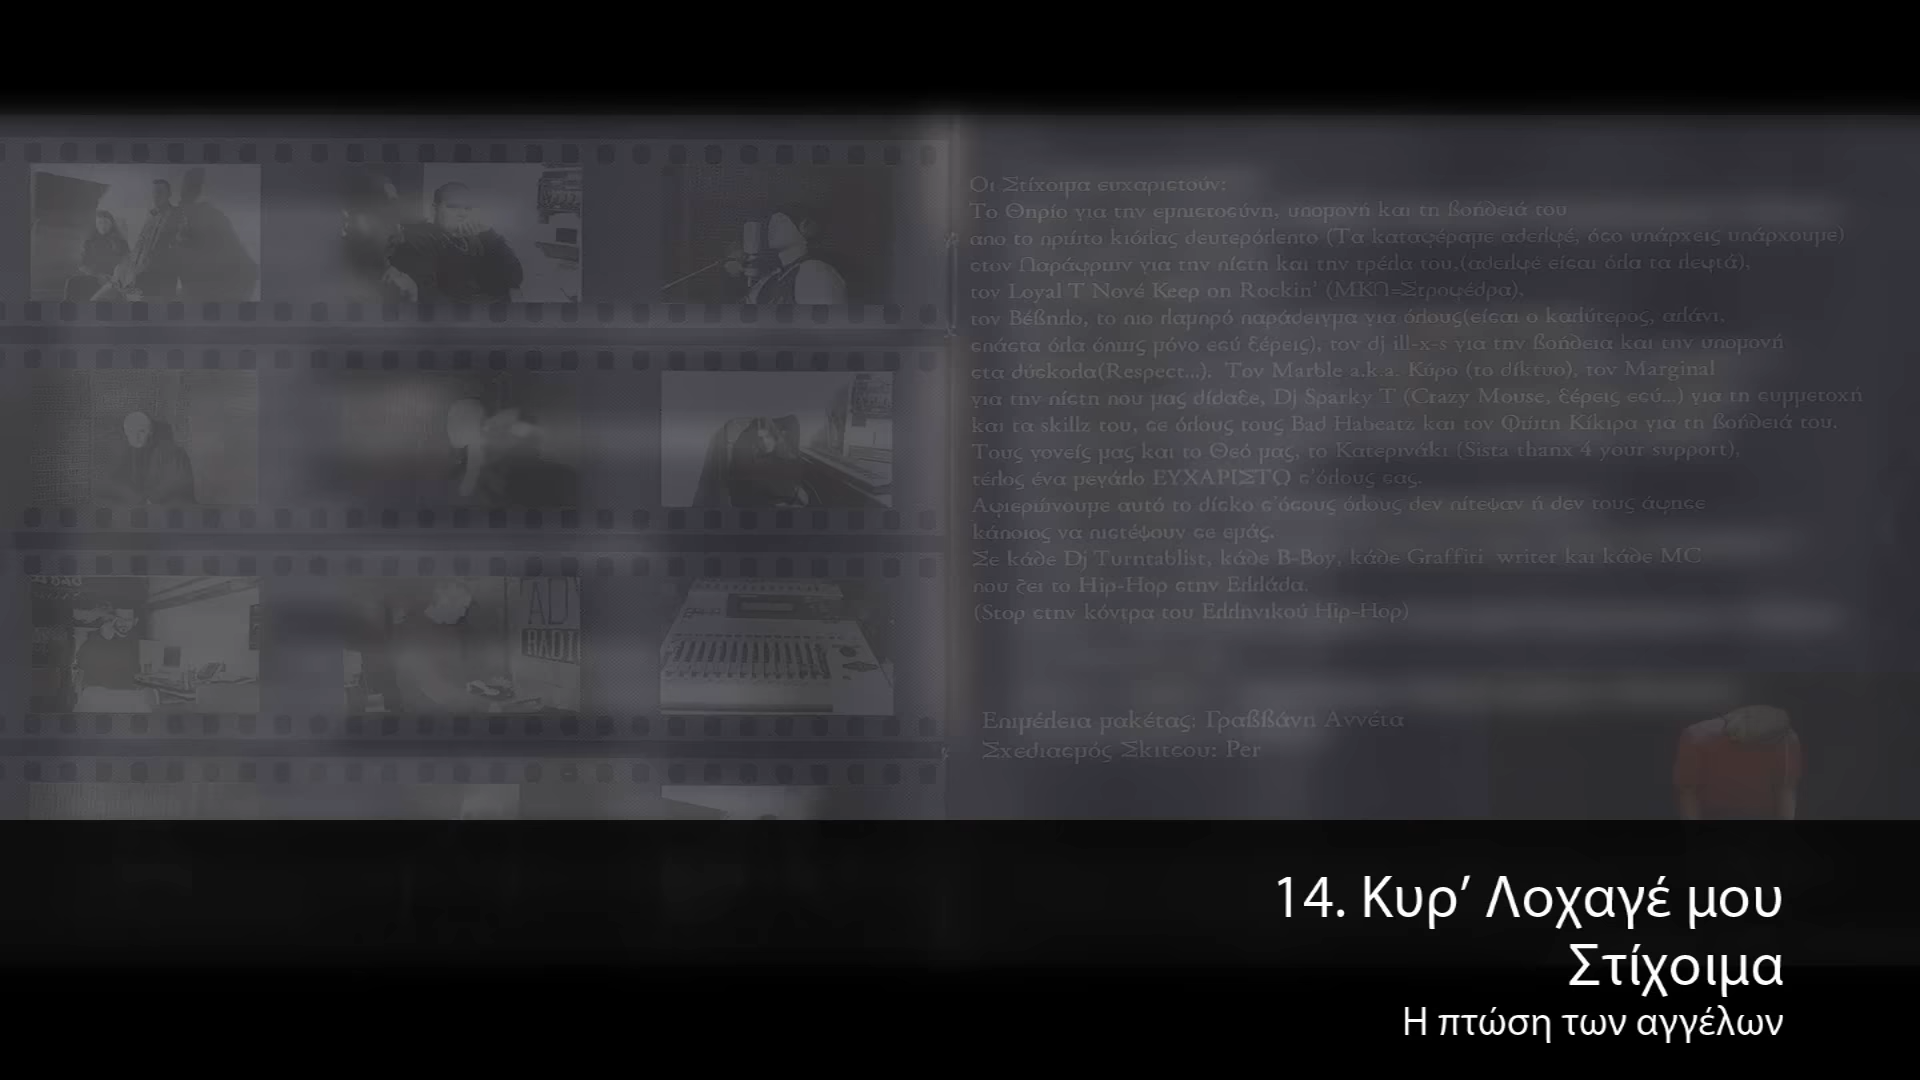 Οι Στίχοιμα ευχαριστούν:
Το Θηρίο για την εμπιστοσύνη, υπομονή και τη βοήθειά του
απο το πρώτο κιόλας δευτερόλεπτο (Τα καταφέραμε αδερφέ, όσο υπάρχεις υπάρχουμε)
στον Παράφρων για την πίστη και την τρέλα του,(αδερφέ είσαι όλα τα λεφτά),
τον Loyal T Nové Keep on Rockin' (ΜΚΠ=Στροφέδρα),
τον Βέβηλο, το πιο λαμπρό παράδειγμα για όλους(είσαι ο καλύτερος, απλάντ,
σπάστα όλα όπως μόνο εσύ ξέρεις), τον dj ill-x-s για την βοήθεια και την υπομονή
στα δύσκολα(Respect...). Τον Marble a.k.a. Κύρο (το δίκτυο), τον Marginal
για την πίστη που μας δίδαξε, Dj Sparky T (Crazy Mouse, ξέρεις εσύ...) για τη συμμετοχή
και τα skillz του, σε όλους τους Bad Habeatz και τον Φώτη Κίκιρα για τη βοήθειά του.
Τους γονείς μας και το Θεό μας, το Κατερινάκι (Sista thanx 4 your support),
τέλος ένα μεγάλο ΕΥΧΑΡΙΣΤΩ σ'όλους σας.
Αφιερώνουμε αυτό το δίσκο σ'όσους όλους δεν πίτεψαν ή δεν τους άφησε
κάποιος να πιστέψουν σε εμάς.
Σε κάθε Dj Turntablist, κάθε B-Boy, κάθε Graffiti writer και κάθε MC
που ζει το Hip-Hop στην Ελλάδα.
(Stop στην κόντρα του Ελληνικού Hip-Hop)
Επιμέλεια μακέτας: Γραββάνη Αννέτα
Σχεδιασμός Σκίτσου: Per
14. Κυρ’ Λοχαγέ μου
Στίχοιμα
Η πτώση των αγγέλων